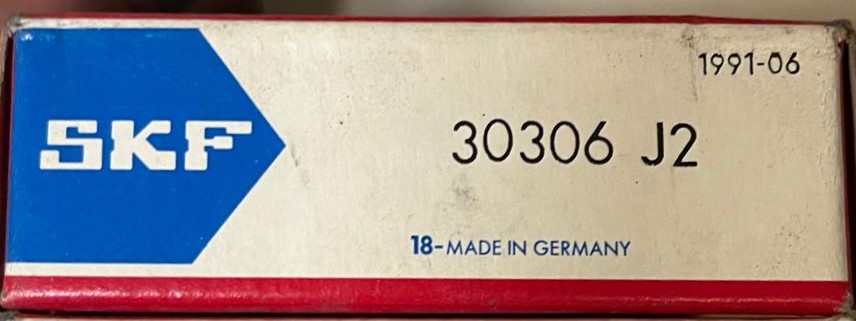 1991-06
SKF
30306 J2
18-MADE IN GERMANY